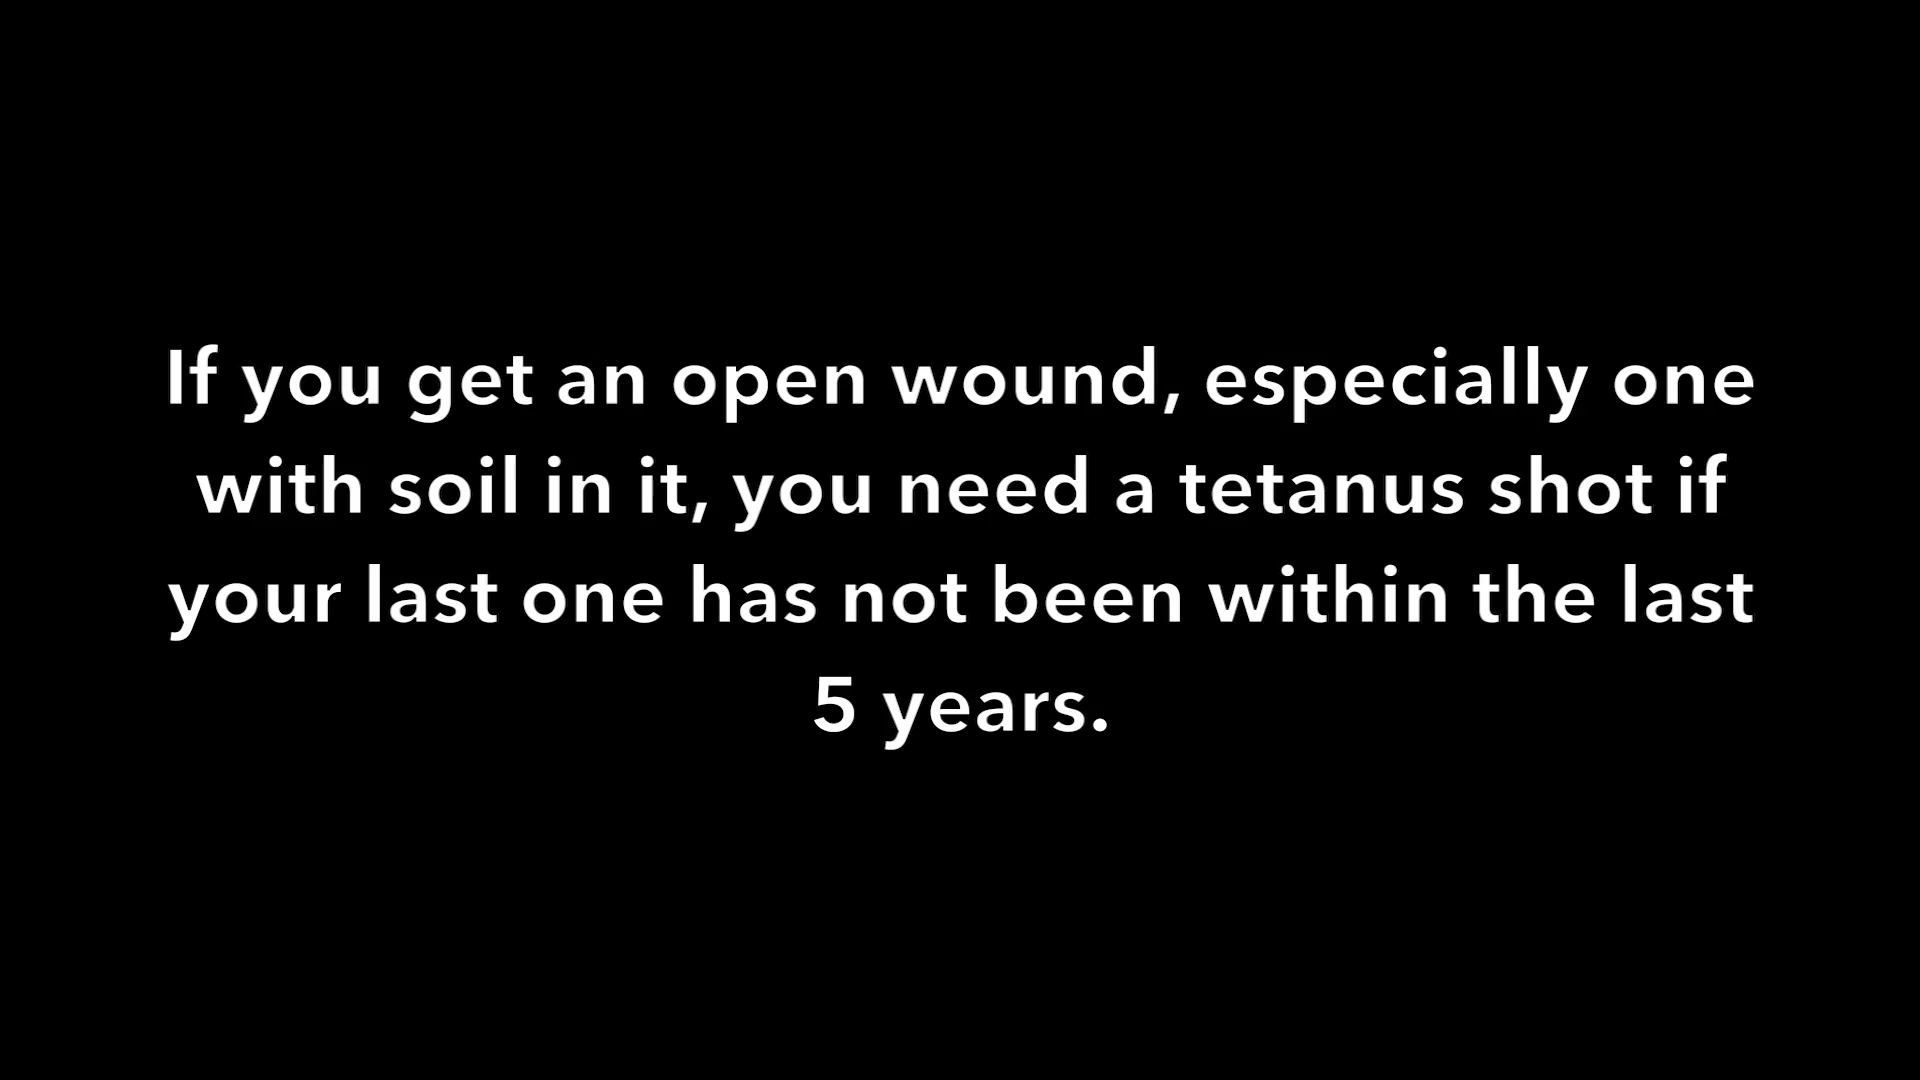 If you get an open wound, especially one
with soil in it, you need a tetanus shot if
your last one has not been within the last
5 years.